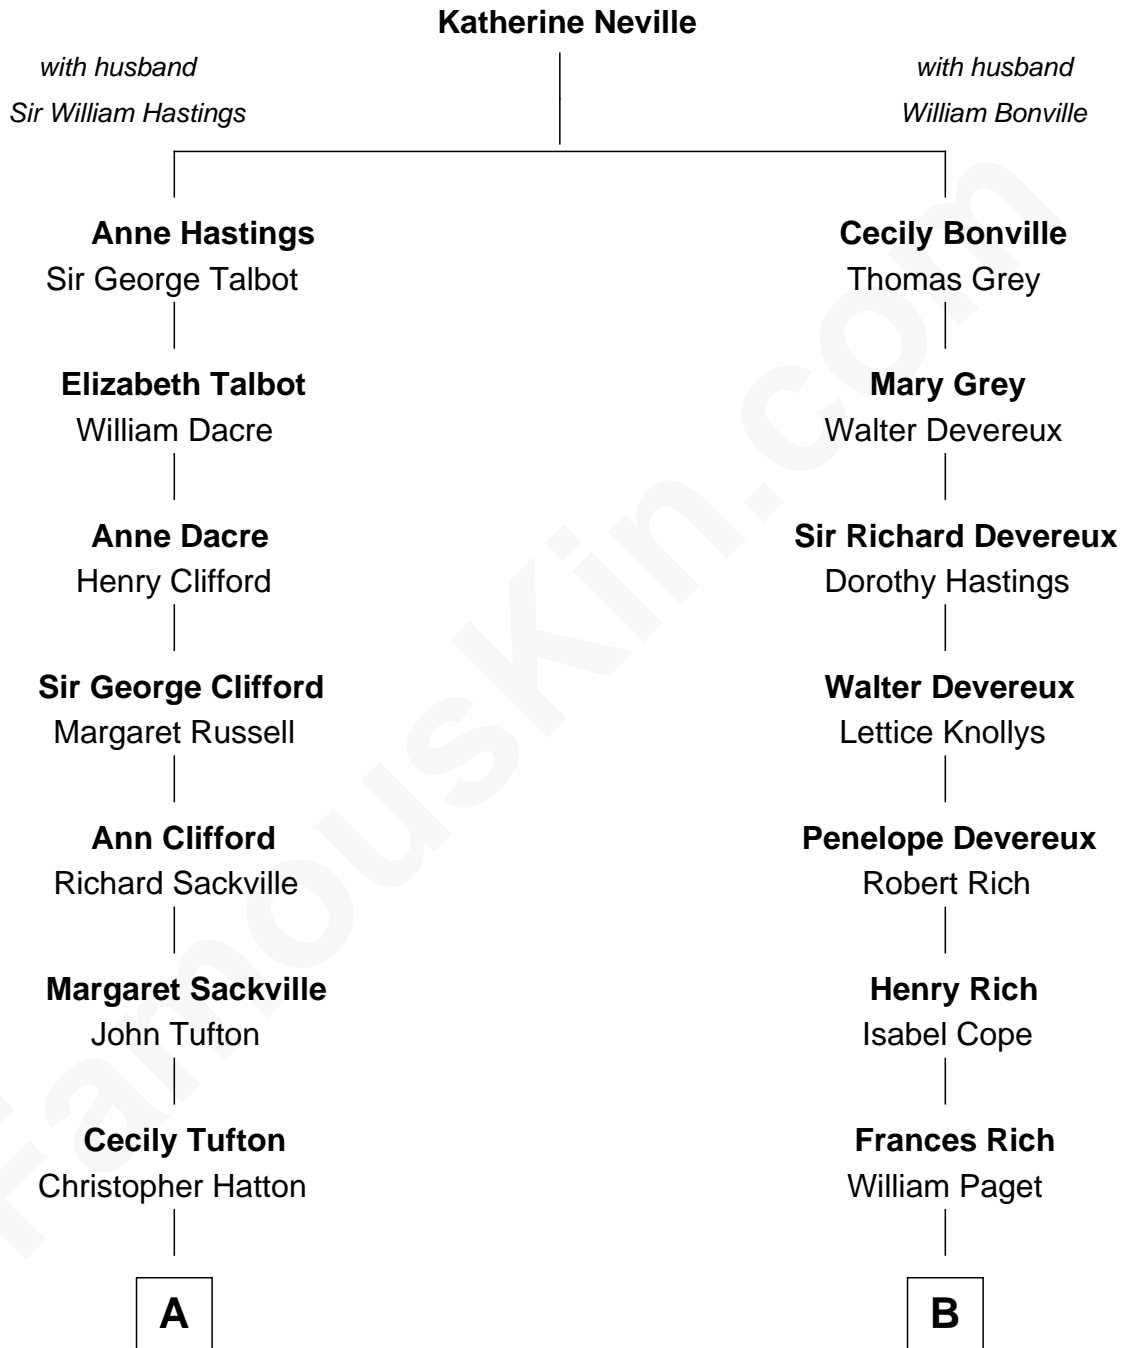 Katherine Neville
with husband
Sir William Hastings
with husband
William Bonville
Anne Hastings
Sir George Talbot
Cecily Bonville
Thomas Grey
Elizabeth Talbot
William Dacre
Mary Grey
Walter Devereux
Anne Dacre
Henry Clifford
Sir Richard Devereux
Dorothy Hastings
Sir George Clifford
Margaret Russell
Walter Devereux
Lettice Knollys
Ann Clifford
Richard Sackville
Penelope Devereux
Robert Rich
Margaret Sackville
John Tufton
Henry Rich
Isabel Cope
Cecily Tufton
Christopher Hatton
Frances Rich
William Paget
A
B
FamousKin.com